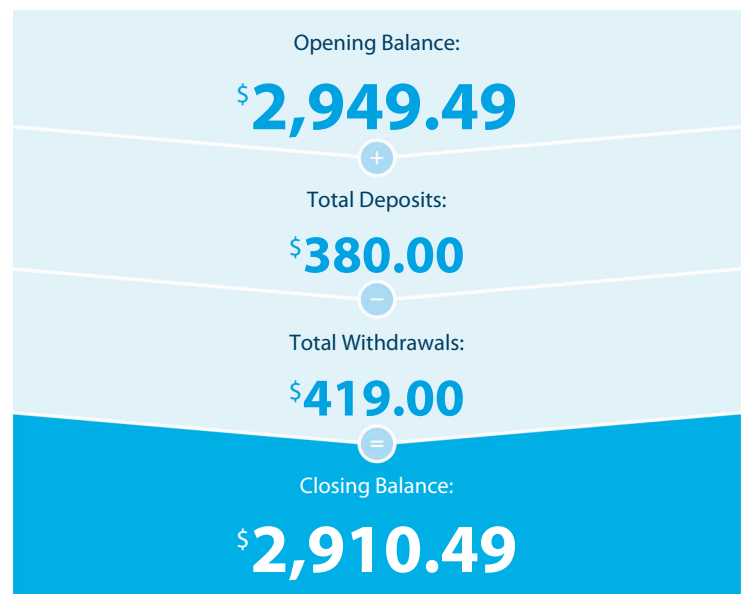 Opening Balance:
$2,949.49
+
Total Deposits:
$380.00
−
Total Withdrawals:
$419.00
=
Closing Balance:
$2,910.49